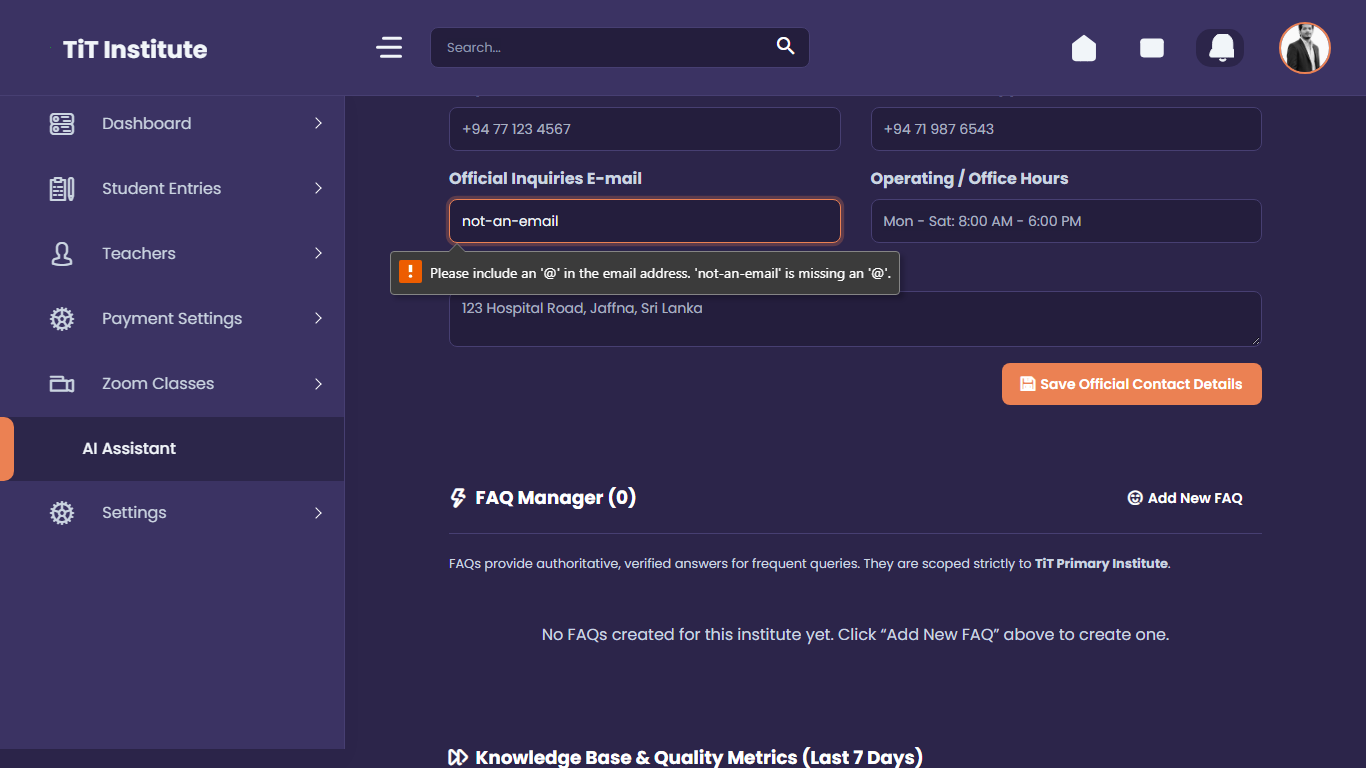 TiT Institute
Search...
Dashboard
Student Entries
Teachers
Payment Settings
Zoom Classes
AI Assistant
Settings
+94 77 123 4567
+94 71 987 6543
Official Inquiries E-mail
Operating / Office Hours
not-an-email
Mon - Sat: 8:00 AM - 6:00 PM
Please include an '@' in the email address. 'not-an-email' is missing an '@'.
123 Hospital Road, Jaffna, Sri Lanka
Save Official Contact Details
FAQ Manager (0)
Add New FAQ
FAQs provide authoritative, verified answers for frequent queries. They are scoped strictly to TiT Primary Institute.
No FAQs created for this institute yet. Click “Add New FAQ” above to create one.
Knowledge Base & Quality Metrics (Last 7 Days)